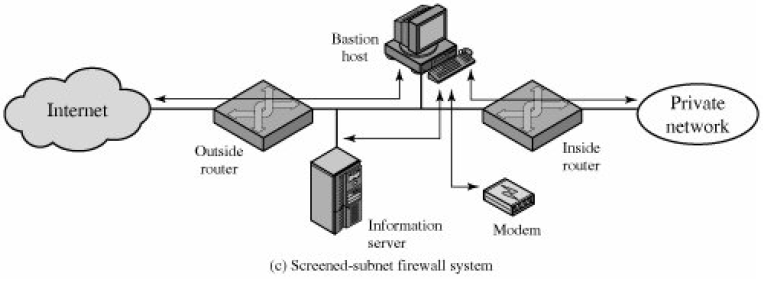 Bastion
host
Internet
Private
network
Outside
router
Inside
router
Information
server
Modem
(c) Screened-subnet firewall system